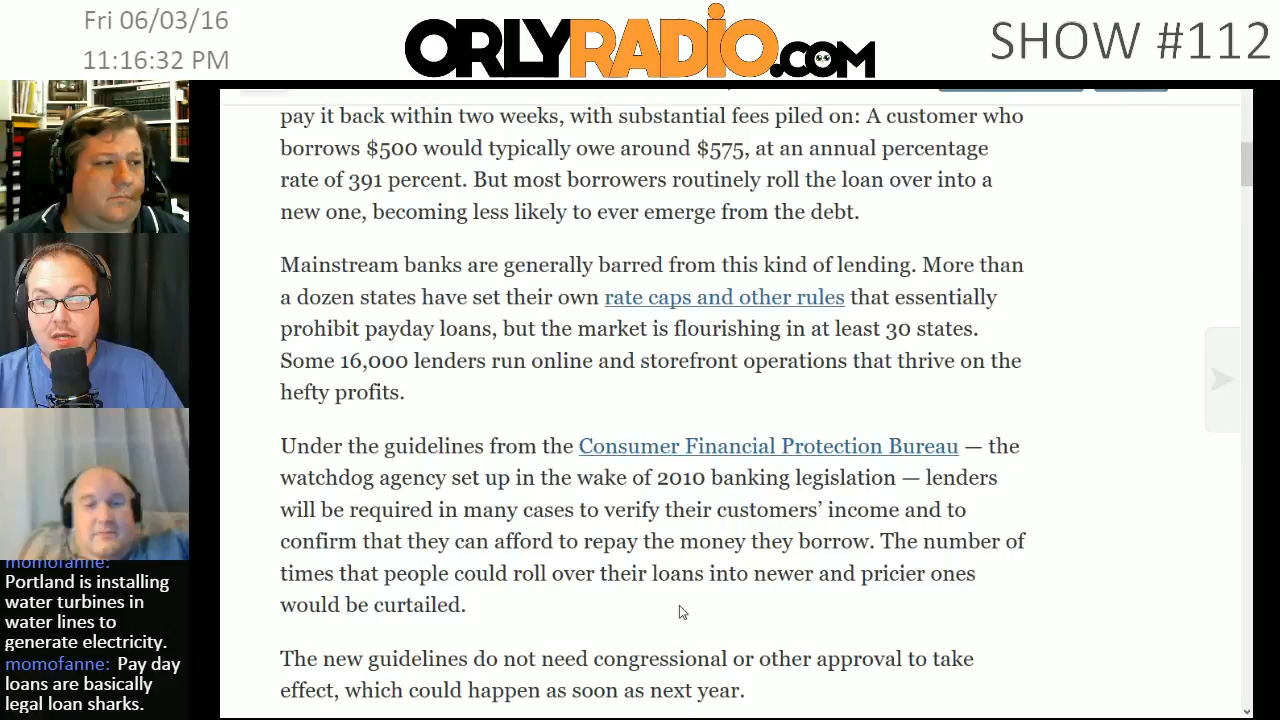 Fri 06/03/16
11:16:32 PM
ORLYRADiO.COM
SHOW #112
pay it back within two weeks, with substantial fees piled on: A customer who
borrows $500 would typically owe around $575, at an annual percentage
rate of 391 percent. But most borrowers routinely roll the loan over into a
new one, becoming less likely to ever emerge from the debt.
Mainstream banks are generally barred from this kind of lending. More than
a dozen states have set their own rate caps and other rules that essentially
prohibit payday loans, but the market is flourishing in at least 30 states.
Some 16,000 lenders run online and storefront operations that thrive on the
hefty profits.
Under the guidelines from the Consumer Financial Protection Bureau — the
watchdog agency set up in the wake of 2010 banking legislation — lenders
will be required in many cases to verify their customers’ income and to
confirm that they can afford to repay the money they borrow. The number of
times that people could roll over their loans into newer and pricier ones
would be curtailed.
The new guidelines do not need congressional or other approval to take
effect, which could happen as soon as next year.
momofanne:
Portland is installing
water turbines in
water lines to
generate electricity.
momofanne: Pay day
loans are basically
legal loan sharks.